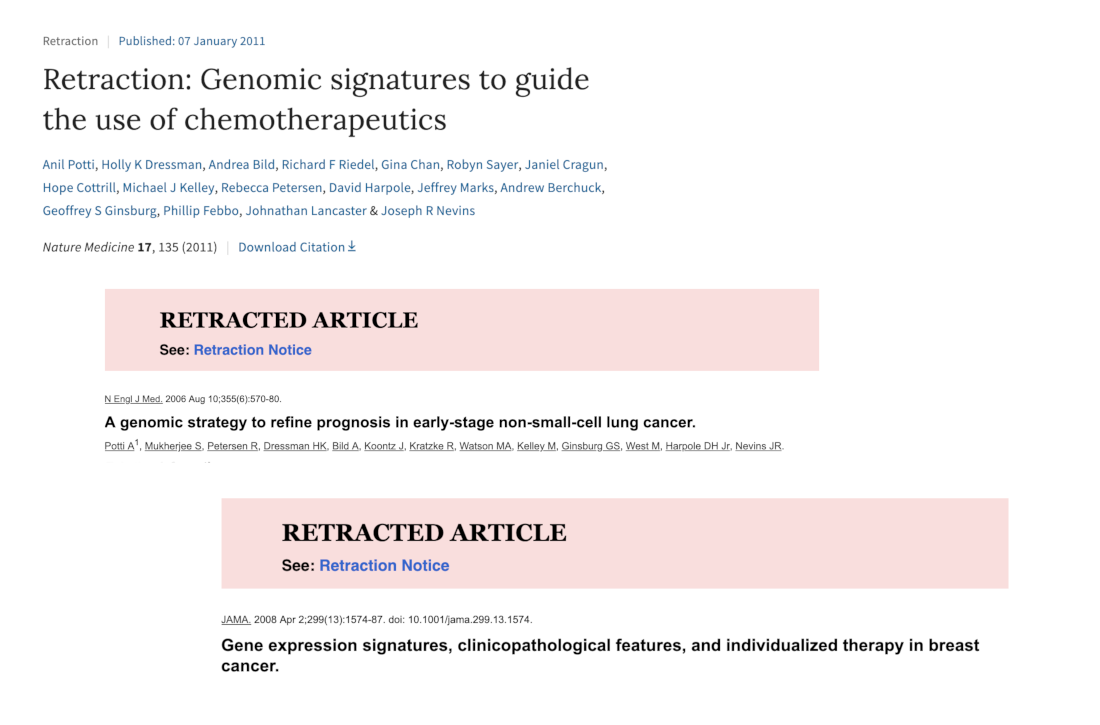 Retraction | Published: 07 January 2011
Retraction: Genomic signatures to guide
the use of chemotherapeutics
Anil Potti, Holly K Dressman, Andrea Bild, Richard F Riedel, Gina Chan, Robyn Sayer, Janiel Cragun,
Hope Cottrill, Michael J Kelley, Rebecca Petersen, David Harpole, Jeffrey Marks, Andrew Berchuck,
Geoffrey S Ginsburg, Phillip Febbo, Johnathan Lancaster & Joseph R Nevins
Nature Medicine 17, 135 (2011) | Download Citation
RETRACTED ARTICLE
See: Retraction Notice
N Engl J Med. 2006 Aug 10;355(6):570-80.
A genomic strategy to refine prognosis in early-stage non-small-cell lung cancer.
Potti A1, Mukherjee S, Petersen R, Dressman HK, Bild A, Koontz J, Kratzke R, Watson MA, Kelley M, Ginsburg GS, West M, Harpole DH Jr, Nevins JR.
RETRACTED ARTICLE
See: Retraction Notice
JAMA. 2008 Apr 2;299(13):1574-87. doi: 10.1001/jama.299.13.1574.
Gene expression signatures, clinicopathological features, and individualized therapy in breast
cancer.